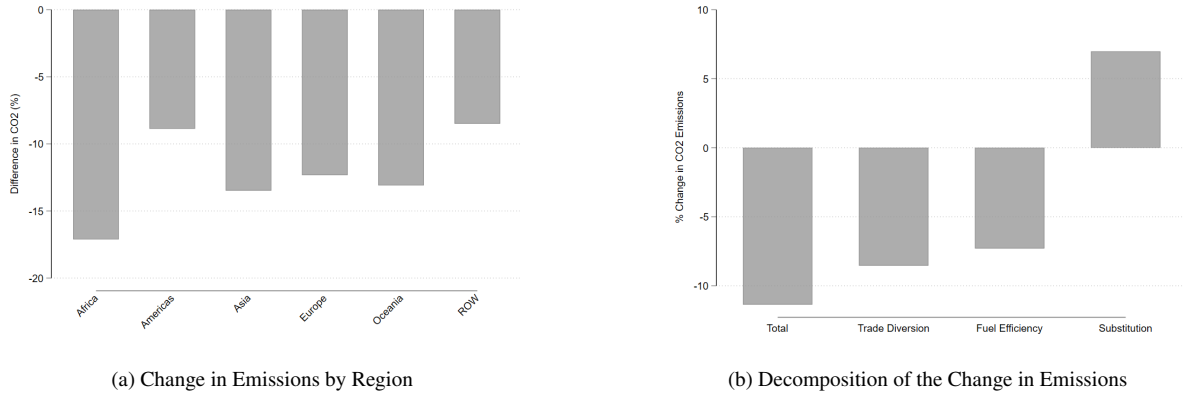 0
-5
-10
-15
-20
Difference in CO2 (%)
Africa
Americas
Asia
Europe
Oceania
ROW
(a) Change in Emissions by Region
10
5
0
-5
-10
% Change in CO2 Emissions
Total
Trade Diversion
Fuel Efficiency
Substitution
(b) Decomposition of the Change in Emissions